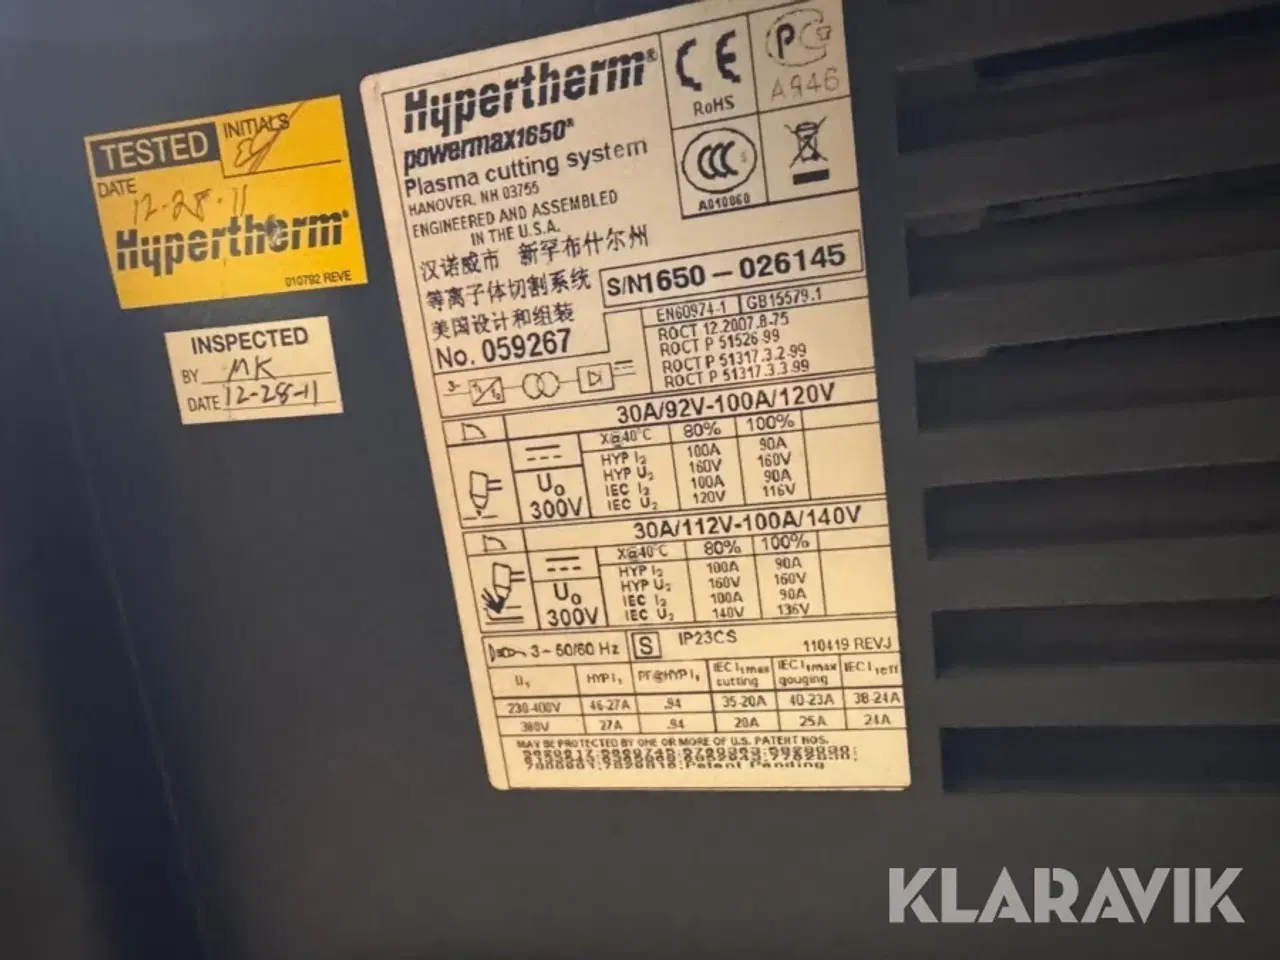 TESTED
INITIALS
DATE
12-28-11
Hypertherm®
010792 REVE
INSPECTED
BY MK
DATE 12-28-11
Hypertherm®
powermax1650®
Plasma cutting system
HANOVER, NH 03755
ENGINEERED AND ASSEMBLED
IN THE U.S.A.
汉诺威市 新罕布什尔州
等离子体切割系统
美国设计和组装
No. 059267
CE
RoHS
PC
AЯ46
CCC S
A010060
S/N1650-026145
EN60974-1 GB15579.1
ROCT 12.2007.8-75
ROCT P 51526-99
ROCT P 51317.3.2-99
ROCT P 51317.3.3.99
3~
30A/92V-100A/120V
X@40°C 80% 100%
HYP I2 100A 90A
HYP U2 160V 160V
IEC I2 100A 90A
IEC U2 120V 116V
U0
300V
30A/112V-100A/140V
X@40°C 80% 100%
HYP I2 100A 90A
HYP U2 160V 160V
IEC I2 100A 90A
IEC U2 140V 136V
U0
300V
3~ 50/60 Hz S IP23CS 110419 REVJ
U1 HYP I1 PF@HYP I1 IEC I1max cutting IEC I1max gouging IEC I1eff
230-400V 46-27A .94 35-20A 40-23A 38-24A
380V 27A .94 20A 25A 24A
MAY BE PROTECTED BY ONE OR MORE OF U.S. PATENT NOS.
Patent Pending
KLARAVIK